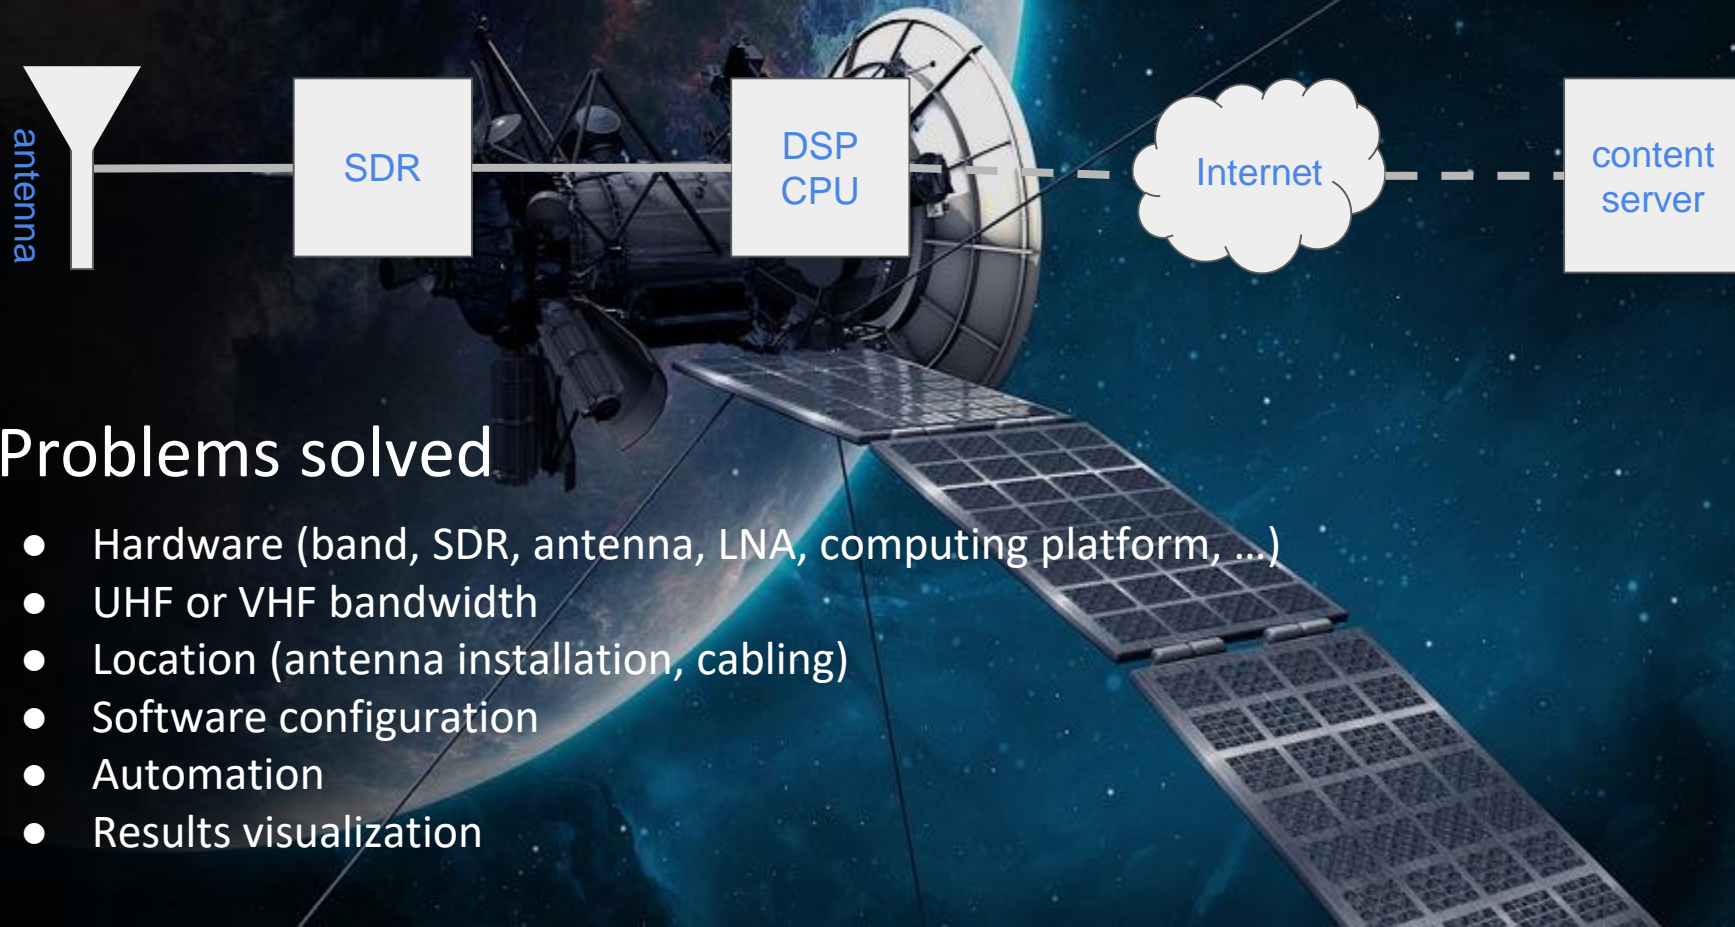 antenna
SDR
DSP
CPU
Internet
content
server
Problems solved
● Hardware (band, SDR, antenna, LNA, computing platform, …)
● UHF or VHF bandwidth
● Location (antenna installation, cabling)
● Software configuration
● Automation
● Results visualization